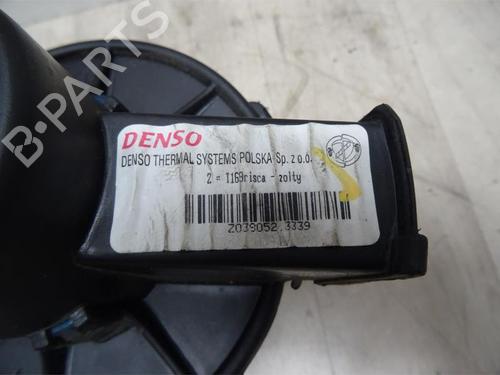 B-PARTS
DENSO
DENSO THERMAL SYSTEMS POLSKA Sp. z o.o.
2 = T169risca - zolty
Z039052.3339